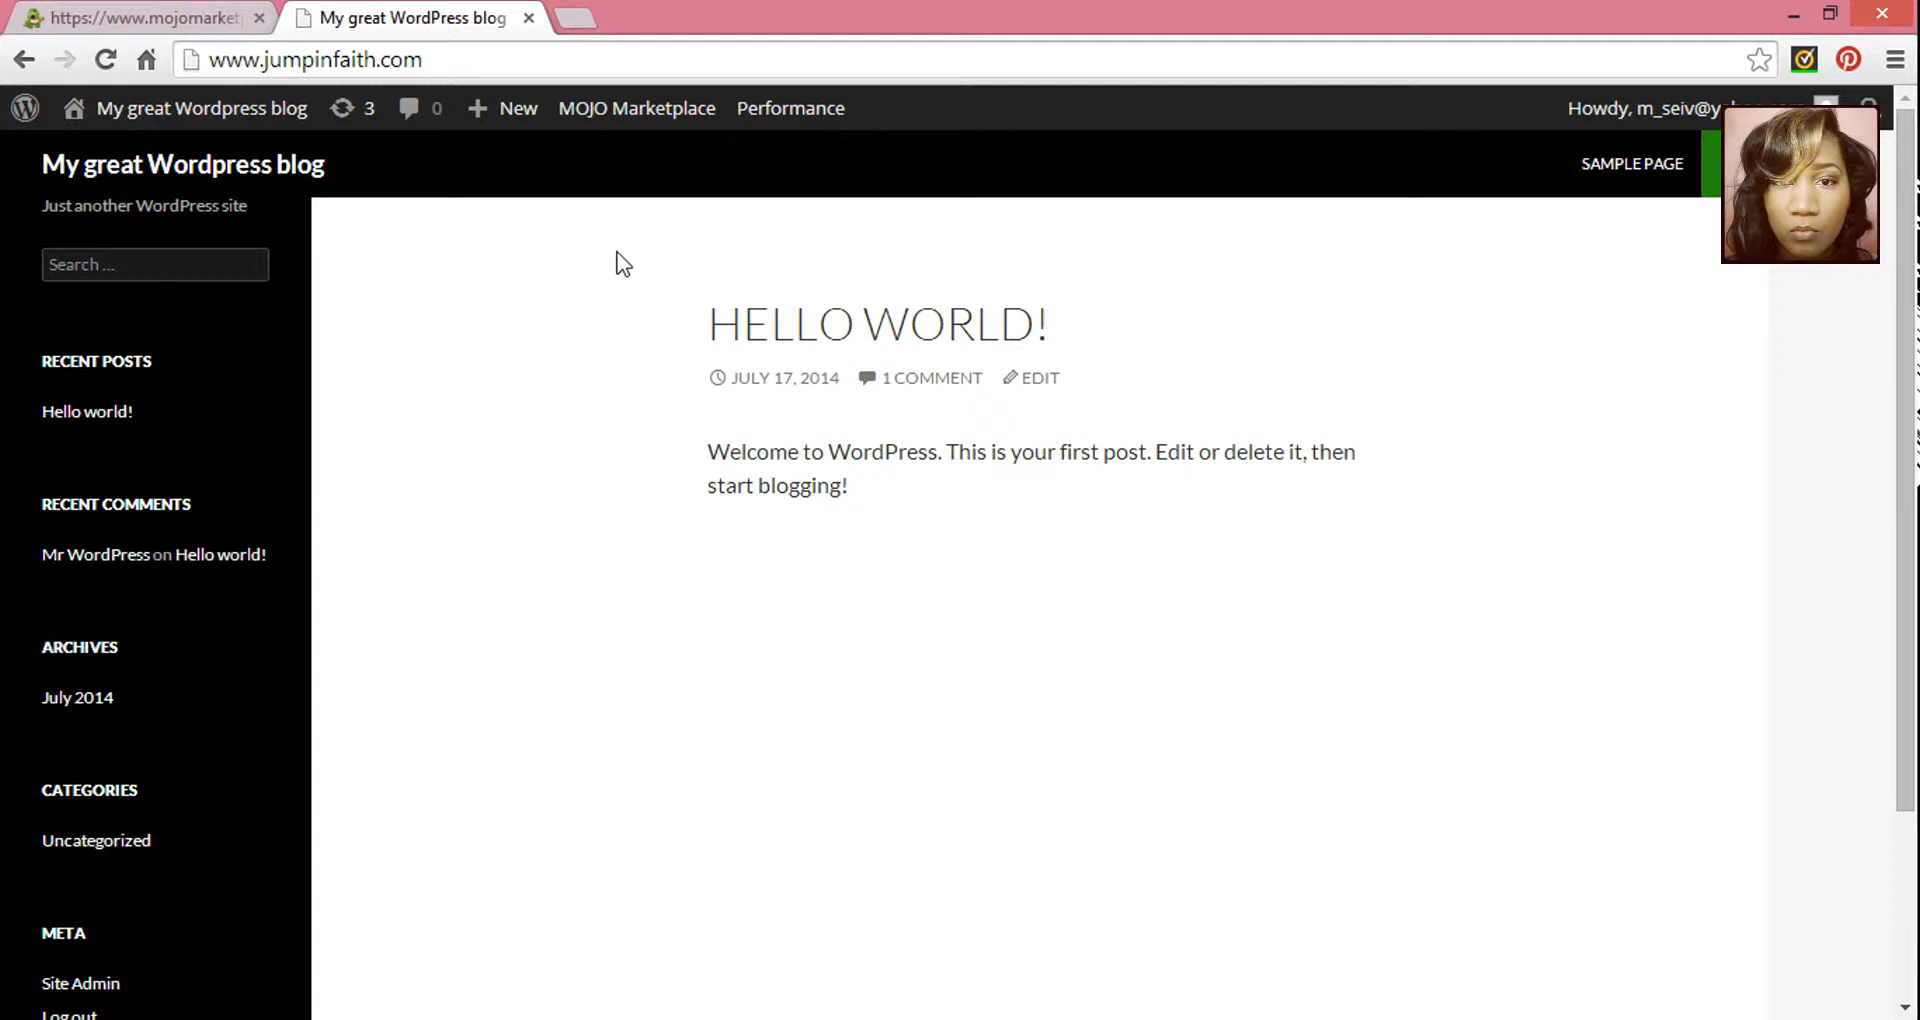 https://www.mojomarket
My great WordPress blog
www.jumpinfaith.com
My great Wordpress blog 3 0 New MOJO Marketplace Performance
Howdy, m_seiv@y
My great Wordpress blog
SAMPLE PAGE
Just another WordPress site
Search ...
HELLO WORLD!
JULY 17, 2014 1 COMMENT EDIT
Welcome to WordPress. This is your first post. Edit or delete it, then
start blogging!
RECENT POSTS
Hello world!
RECENT COMMENTS
Mr WordPress on Hello world!
ARCHIVES
July 2014
CATEGORIES
Uncategorized
META
Site Admin
Log out